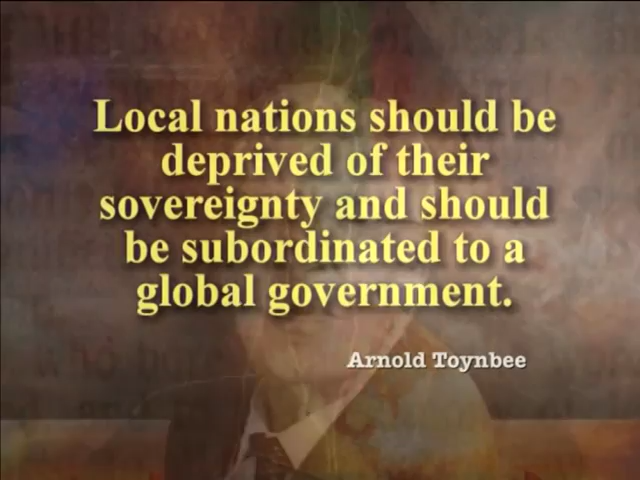 Local nations should be
deprived of their
sovereignty and should
be subordinated to a
global government.
Arnold Toynbee